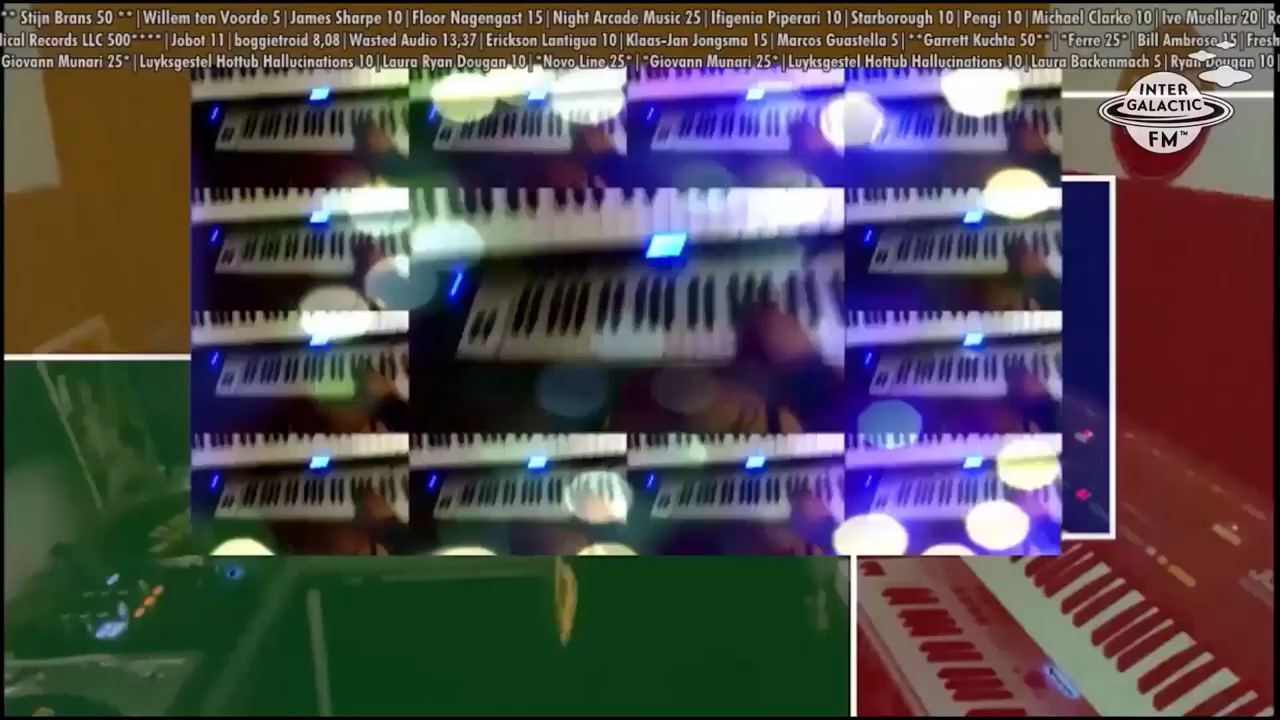 ** Stijn Brans 50 ** | Willem ten Voorde 5 | James Sharpe 10 | Floor Nagengast 15 | Night Arcade Music 25 | Ifigenia Piperari 10 | Starborough 10 | Pengi 10 | Michael Clarke 10 | Ive Mueller 20 |
ical Records LLC 500**** | Jobot 11 | boggietroid 8,08 | Wasted Audio 13,37 | Erickson Lantigua 10 | Klaas-Jan Jongsma 15 | Marcos Guastella 5 | **Garrett Kuchta 50** | *Ferre 25* | Bill Ambrose 15 | Fresh
Giovann Munari 25* | Luyksgestel Hottub Hallucinations 10 | Laura Ryan Dougan 10 | *Novo Line 25* | *Giovann Munari 25* | Luyksgestel Hottub Hallucinations 10 | Laura Backenmach 5 | Ryan Dougan 10 |
INTER
GALACTIC
FM™